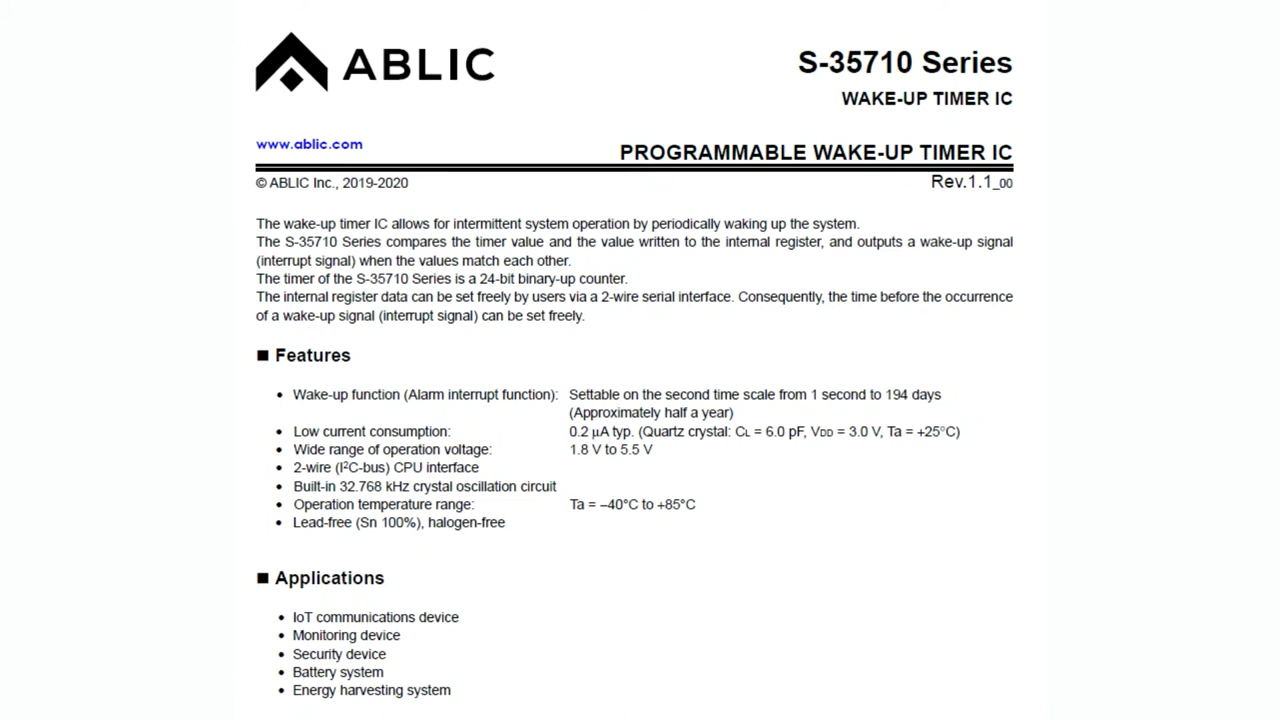 ABLIC
S-35710 Series
WAKE-UP TIMER IC
www.ablic.com
PROGRAMMABLE WAKE-UP TIMER IC
© ABLIC Inc., 2019-2020
Rev.1.1_00
The wake-up timer IC allows for intermittent system operation by periodically waking up the system.
The S-35710 Series compares the timer value and the value written to the internal register, and outputs a wake-up signal
(interrupt signal) when the values match each other.
The timer of the S-35710 Series is a 24-bit binary-up counter.
The internal register data can be set freely by users via a 2-wire serial interface. Consequently, the time before the occurrence
of a wake-up signal (interrupt signal) can be set freely.
■ Features
• Wake-up function (Alarm interrupt function): Settable on the second time scale from 1 second to 194 days
(Approximately half a year)
• Low current consumption: 0.2 μA typ. (Quartz crystal: CL = 6.0 pF, VDD = 3.0 V, Ta = +25°C)
• Wide range of operation voltage: 1.8 V to 5.5 V
• 2-wire (I²C-bus) CPU interface
• Built-in 32.768 kHz crystal oscillation circuit
• Operation temperature range: Ta = −40°C to +85°C
• Lead-free (Sn 100%), halogen-free
■ Applications
• IoT communications device
• Monitoring device
• Security device
• Battery system
• Energy harvesting system